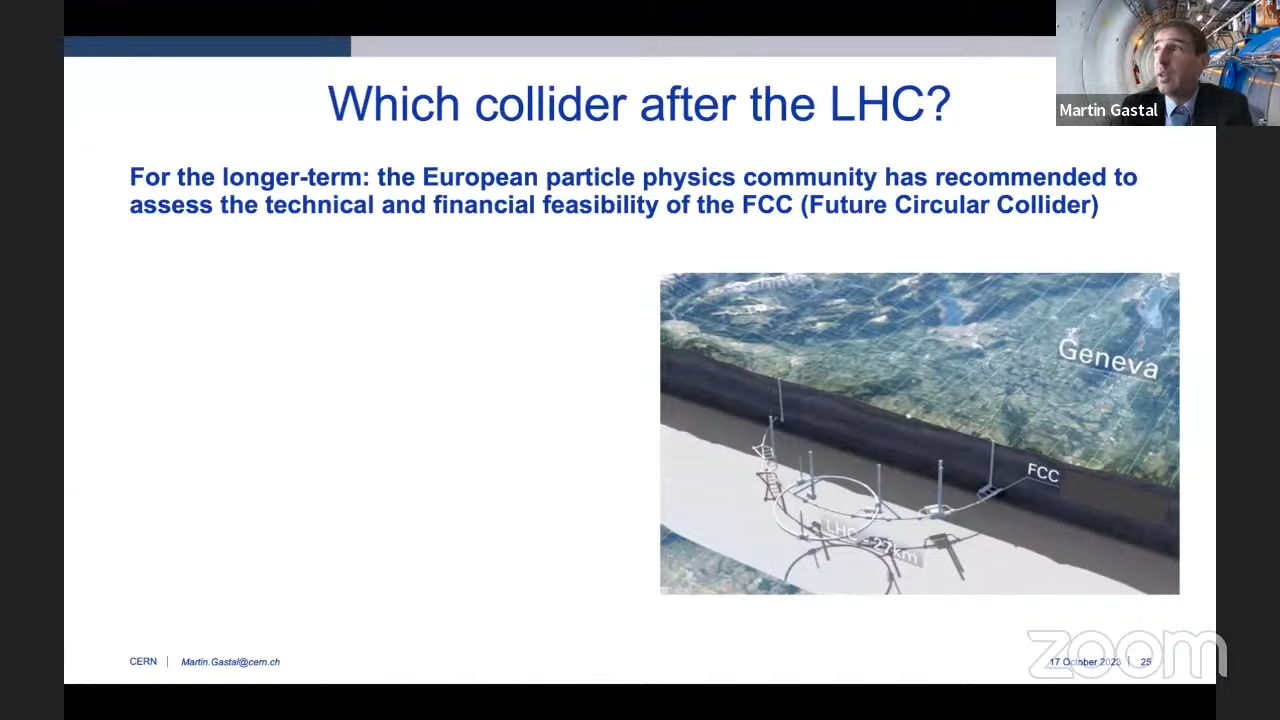 Which collider after the LHC?
Martin Gastal
For the longer-term: the European particle physics community has recommended to
assess the technical and financial feasibility of the FCC (Future Circular Collider)
Geneva
FCC
LHC - 27km
CERN
Martin.Gastal@cern.ch
17 October 2023
25
zoom